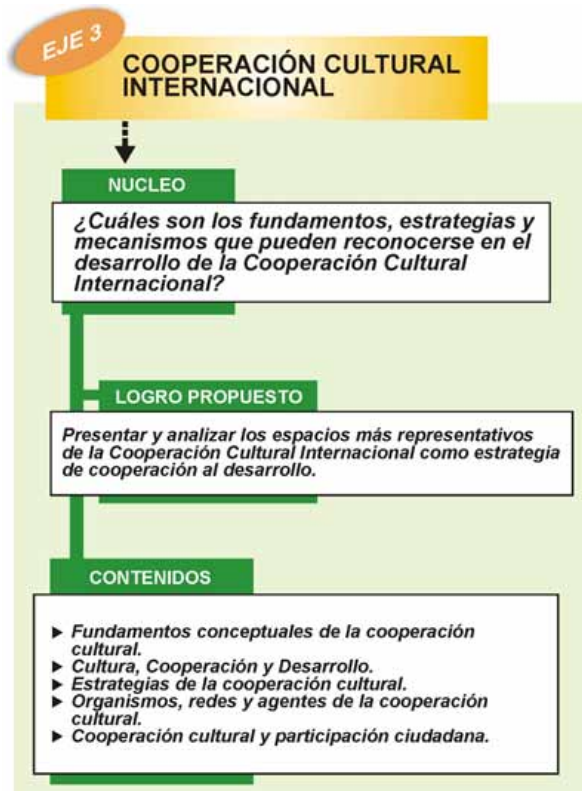 EJE 3
COOPERACIÓN CULTURAL
INTERNACIONAL
NUCLEO
¿Cuáles son los fundamentos, estrategias y
mecanismos que pueden reconocerse en el
desarrollo de la Cooperación Cultural
Internacional?
LOGRO PROPUESTO
Presentar y analizar los espacios más representativos
de la Cooperación Cultural Internacional como estrategia
de cooperación al desarrollo.
CONTENIDOS
▶ Fundamentos conceptuales de la cooperación
cultural.
▶ Cultura, Cooperación y Desarrollo.
▶ Estrategias de la cooperación cultural.
▶ Organismos, redes y agentes de la cooperación
cultural.
▶ Cooperación cultural y participación ciudadana.